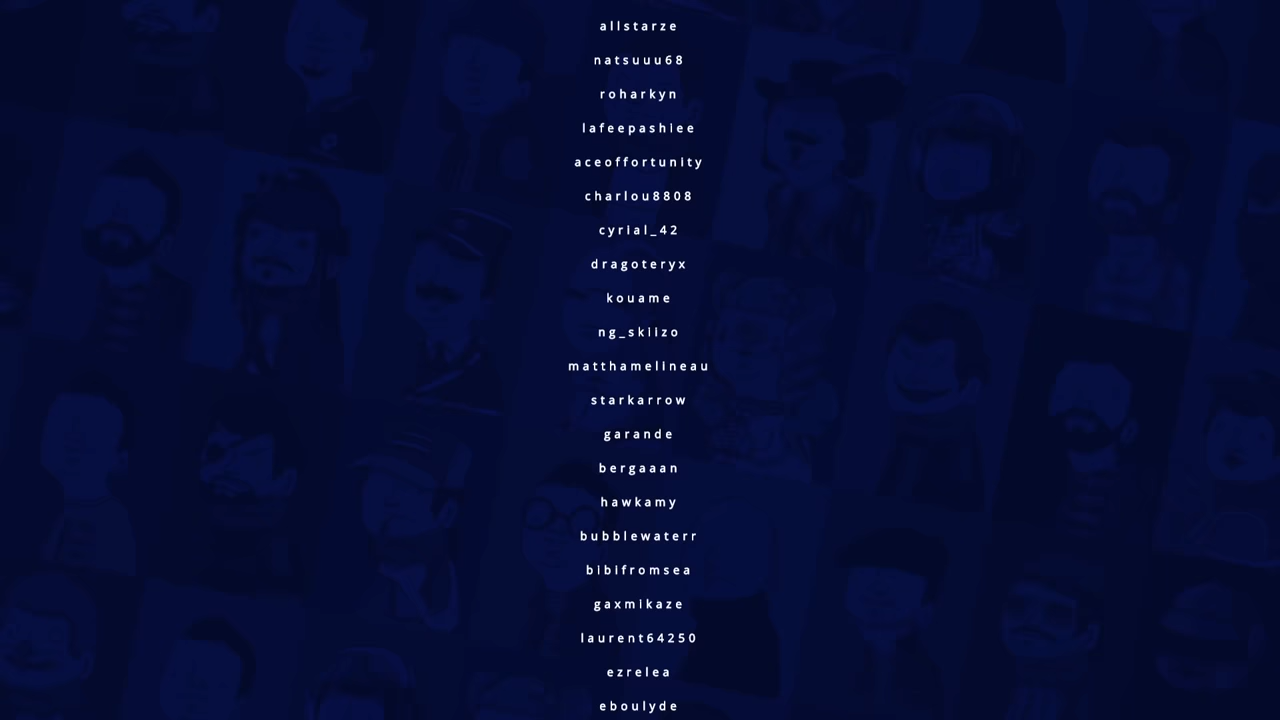 allstarze
natsuuu68
roharkyn
lafeepashiee
aceoffortunity
charlou8808
cyrial_42
dragoteryx
kouame
ng_skiizo
matthamelineau
starkarrow
garande
bergaaan
hawkamy
bubblewaterr
bibifromsea
gaxmikaze
laurent64250
ezrelea
eboulyde